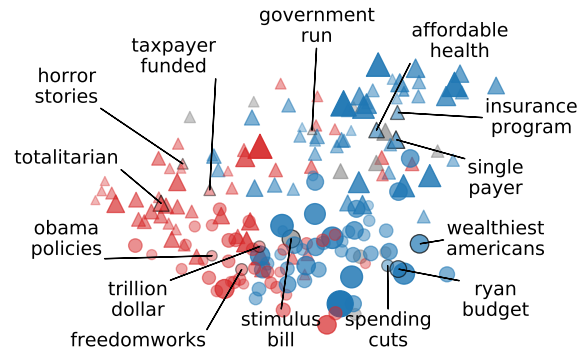 government
run
affordable
health
taxpayer
funded
horror
stories
insurance
program
totalitarian
single
payer
obama
policies
wealthiest
americans
trillion
dollar
ryan
budget
freedomworks
stimulus
bill
spending
cuts